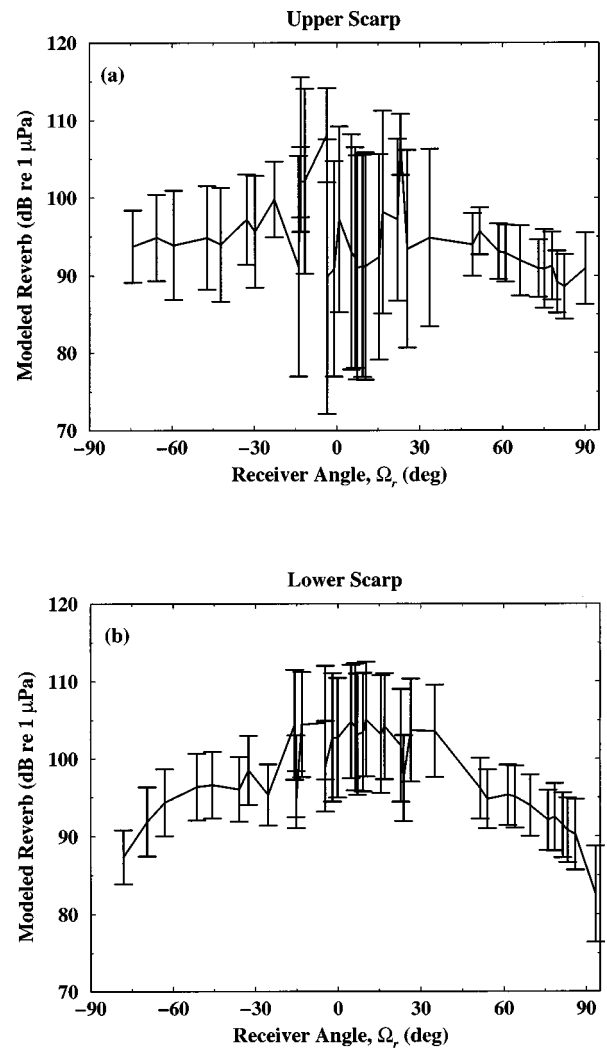 Upper Scarp
(a)
120
110
100
90
80
70
Modeled Reverb (dB re 1 μPa)
−90 −60 −30 0 30 60 90
Receiver Angle, Ωr (deg)
Lower Scarp
(b)
120
110
100
90
80
70
Modeled Reverb (dB re 1 μPa)
−90 −60 −30 0 30 60 90
Receiver Angle, Ωr (deg)